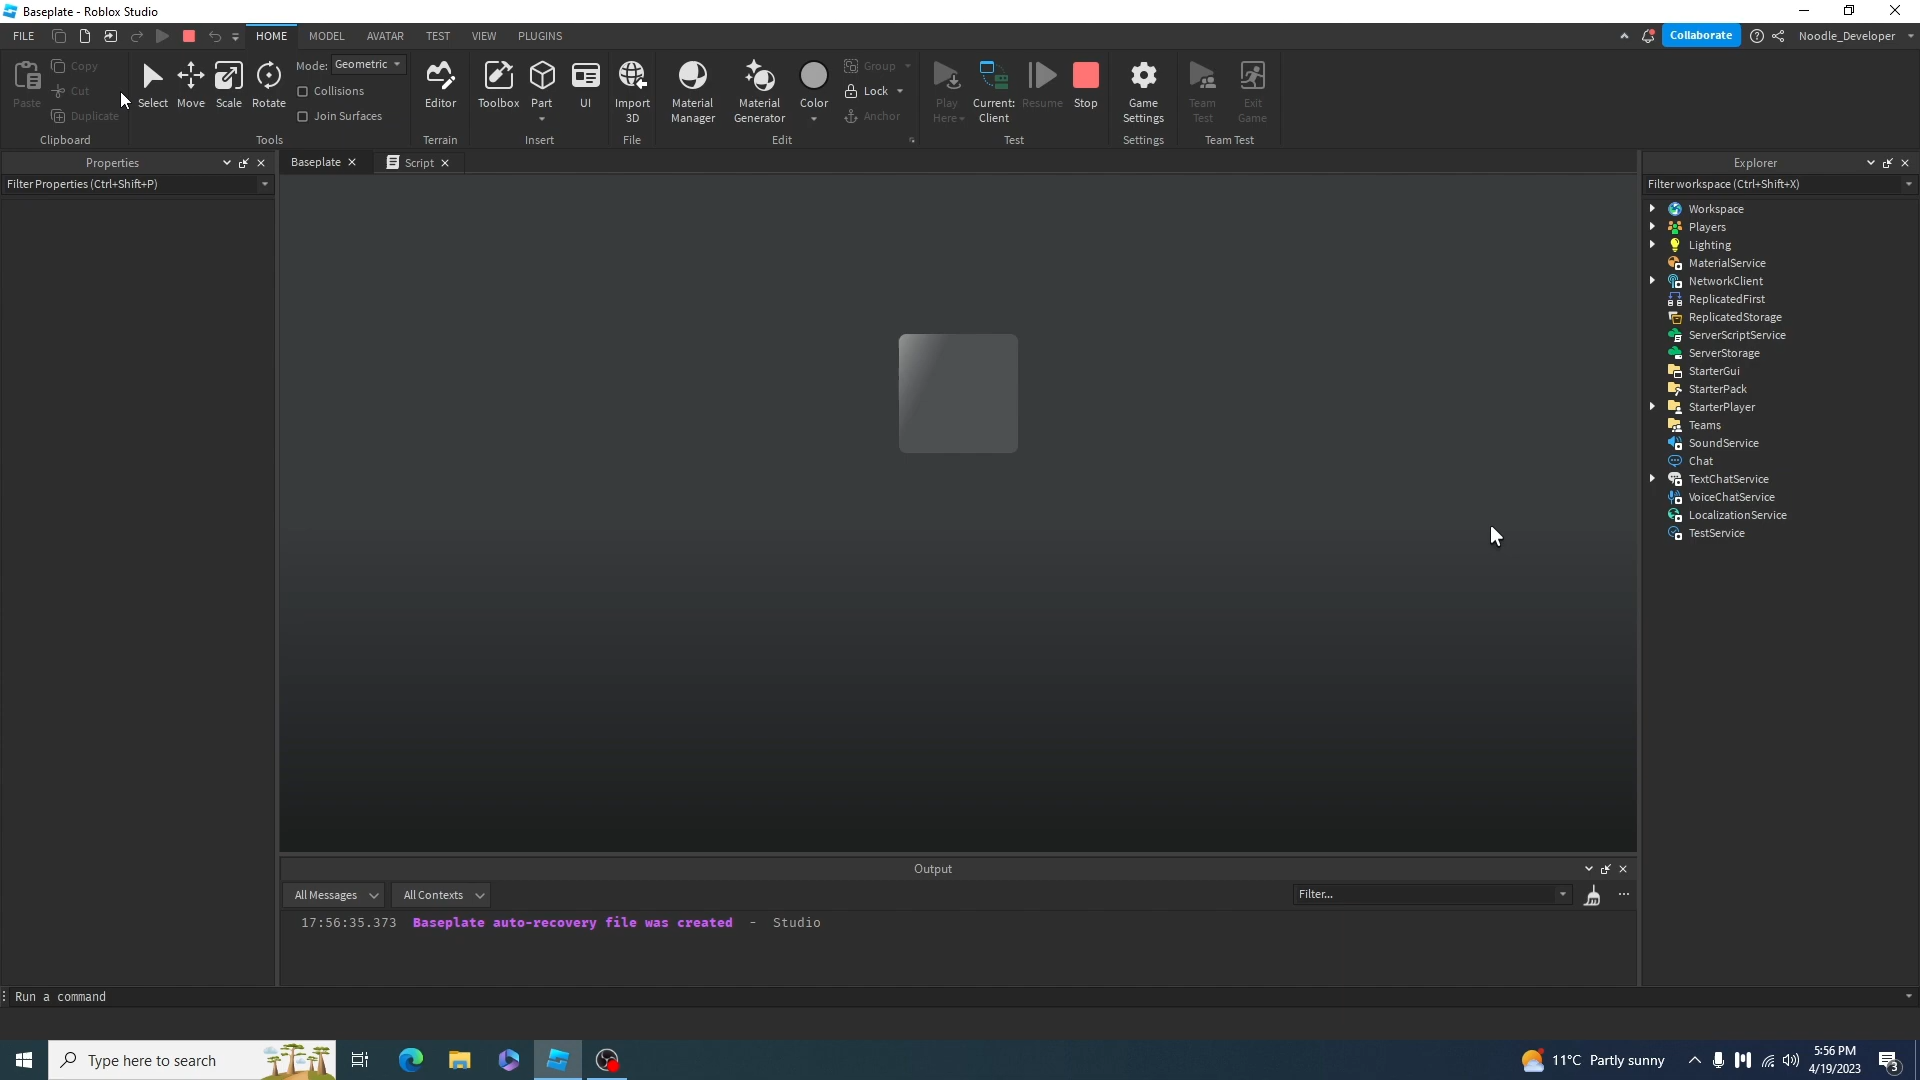 Baseplate - Roblox Studio
FILE HOME MODEL AVATAR TEST VIEW PLUGINS Collaborate Noodle_Developer
Paste Copy Cut Duplicate
Clipboard
Select Move Scale Rotate
Mode: Geometric
Collisions
Join Surfaces
Tools
Editor
Terrain
Toolbox Part UI
Insert
Import 3D
File
Material Manager Material Generator Color
Group
Lock
Anchor
Edit
Play Here Current: Client Resume Stop
Test
Game Settings
Settings
Team Test Exit Game
Team Test
Properties
Filter Properties (Ctrl+Shift+P)
Baseplate Script
Explorer
Filter workspace (Ctrl+Shift+X)
Workspace
Players
Lighting
MaterialService
NetworkClient
ReplicatedFirst
ReplicatedStorage
ServerScriptService
ServerStorage
StarterGui
StarterPack
StarterPlayer
Teams
SoundService
Chat
TextChatService
VoiceChatService
LocalizationService
TestService
Output
All Messages All Contexts Filter...
17:56:35.373 Baseplate auto-recovery file was created - Studio
Run a command
Type here to search
11°C Partly sunny
5:56 PM
4/19/2023
3